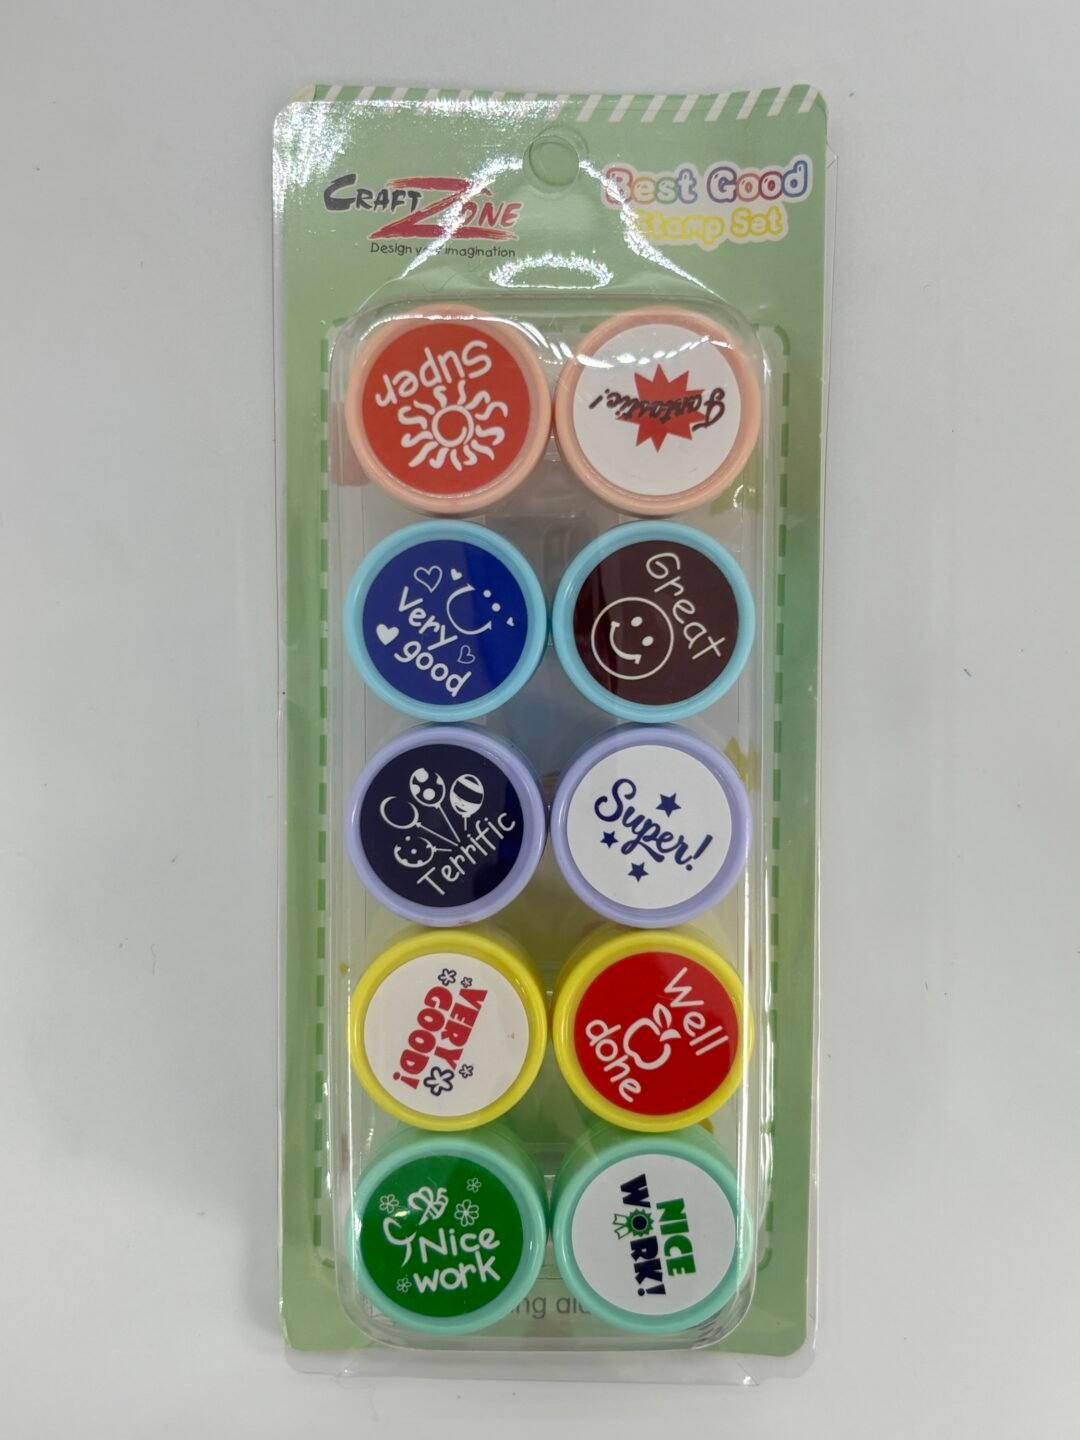 CRAFT ZONE
Design your imagination
Best Good
Stamp Set
Super
Fantastic!
Very
good
Great
Terrific
Super!
VERY
GOOD!
Well
done
Nice
work
NICE
WORK!